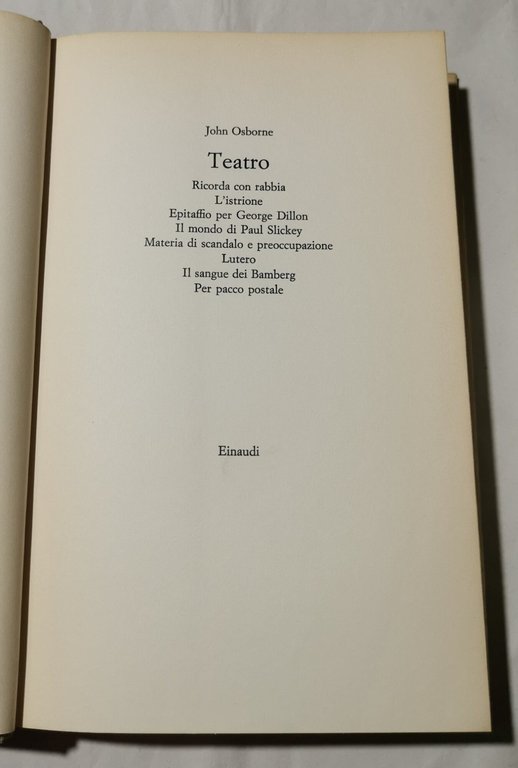 John Osborne
Teatro
Ricorda con rabbia
L'istrione
Epitaffio per George Dillon
Il mondo di Paul Slickey
Materia di scandalo e preoccupazione
Lutero
Il sangue dei Bamberg
Per pacco postale
Einaudi